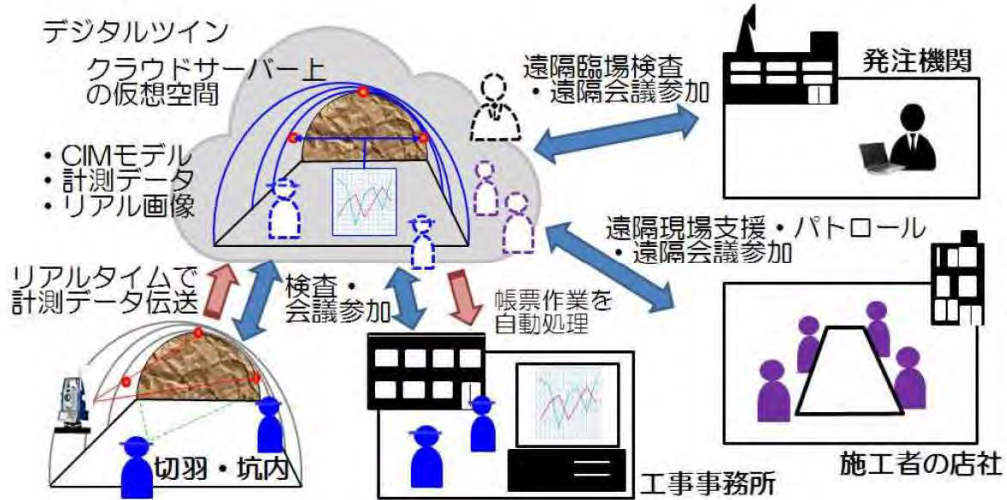 デジタルツイン
クラウドサーバー上
の仮想空間
・CIMモデル
・計測データ
・リアル画像
遠隔臨場検査
・遠隔会議参加
発注機関
遠隔現場支援・パトロール
・遠隔会議参加
リアルタイムで
計測データ伝送
検査・
会議参加
帳票作業を
自動処理
切羽・坑内
工事事務所
施工者の店社